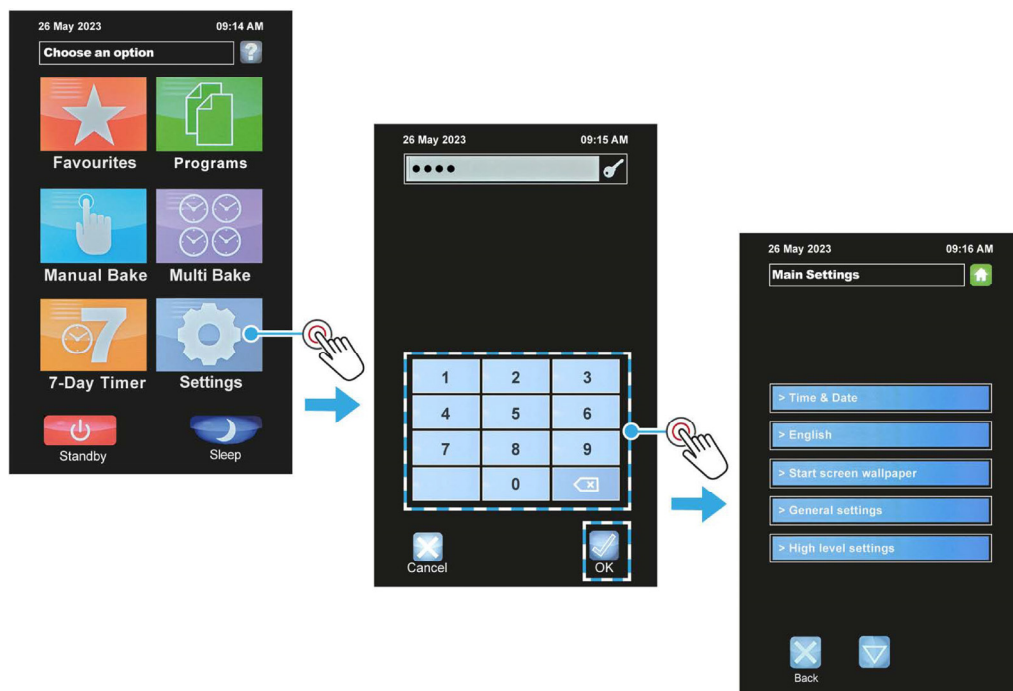 26 May 2023 09:14 AM
Choose an option
?
Favourites Programs
Manual Bake Multi Bake
7
7-Day Timer Settings
Standby Sleep
26 May 2023 09:15 AM
••••
1 2 3
4 5 6
7 8 9
0
Cancel OK
26 May 2023 09:16 AM
Main Settings
> Time & Date
> English
> Start screen wallpaper
> General settings
> High level settings
Back